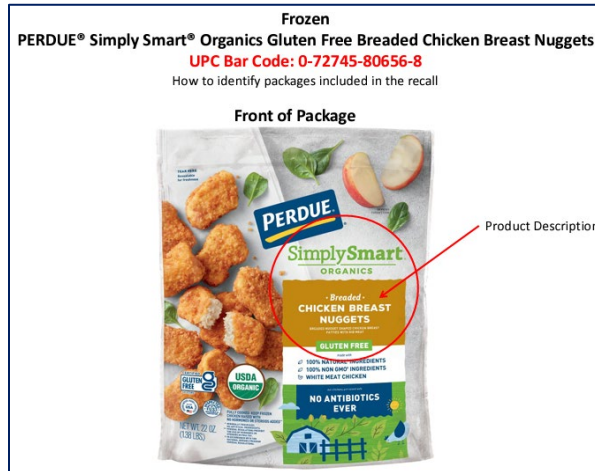 Frozen
PERDUE® Simply Smart® Organics Gluten Free Breaded Chicken Breast Nuggets
UPC Bar Code: 0-72745-80656-8
How to identify packages included in the recall
Front of Package
PERDUE
SimplySmart
ORGANICS
Product Description
· Breaded ·
CHICKEN BREAST
NUGGETS
GLUTEN FREE
100% NATURAL* INGREDIENTS
100% NON GMO* INGREDIENTS
WHITE MEAT CHICKEN
GLUTEN
FREE
USDA
ORGANIC
NO ANTIBIOTICS
EVER
NET WT. 22 OZ.
(1.38 LBS)